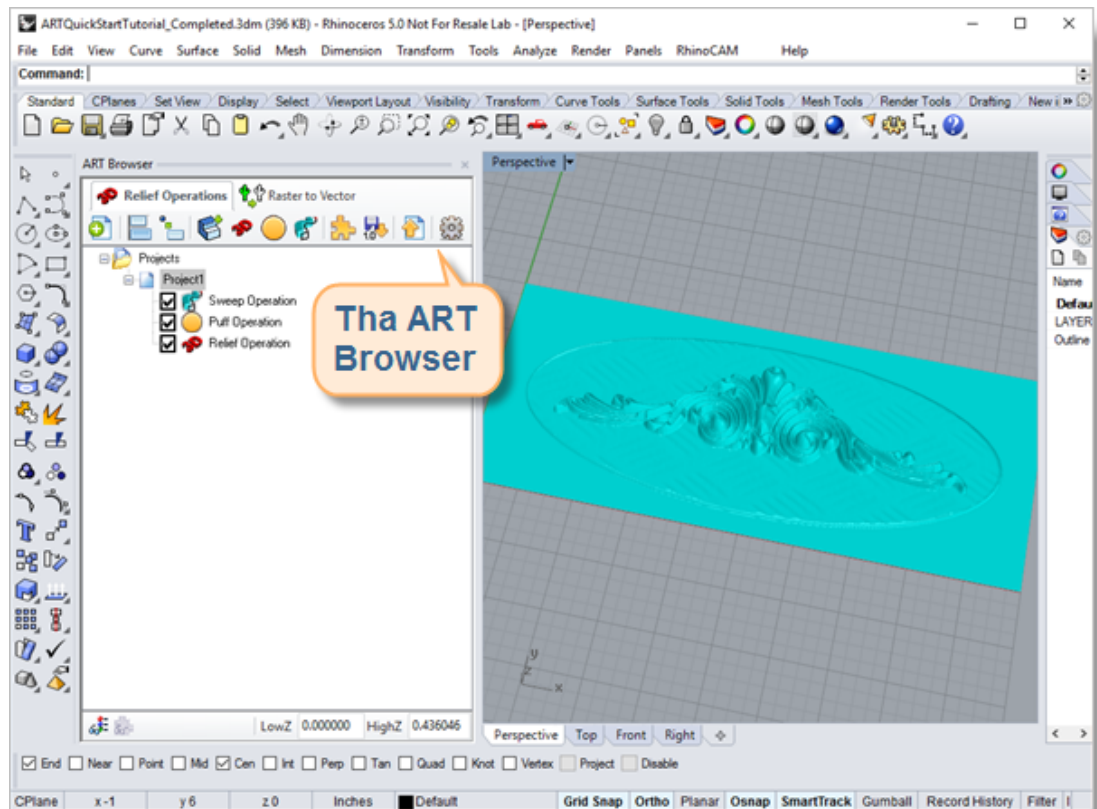 ARTQuickStartTutorial_Completed.3dm (396 KB) - Rhinoceros 5.0 Not For Resale Lab - [Perspective]
File Edit View Curve Surface Solid Mesh Dimension Transform Tools Analyze Render Panels RhinoCAM Help
Command:
Standard CPlanes Set View Display Select Viewport Layout Visibility Transform Curve Tools Surface Tools Solid Tools Mesh Tools Render Tools Drafting New i
ART Browser
Perspective
Relief Operations Raster to Vector
Projects
Project1
Sweep Operation
Puff Operation
Relief Operation
Tha ART
Browser
Name
Defau
LAYER
Outline
y
z
x
LowZ 0.000000 HighZ 0.436046
Perspective Top Front Right
End Near Point Mid Cen Int Perp Tan Quad Knot Vertex Project Disable
CPlane x -1 y 6 z 0 Inches Default Grid Snap Ortho Planar Osnap SmartTrack Gumball Record History Filter